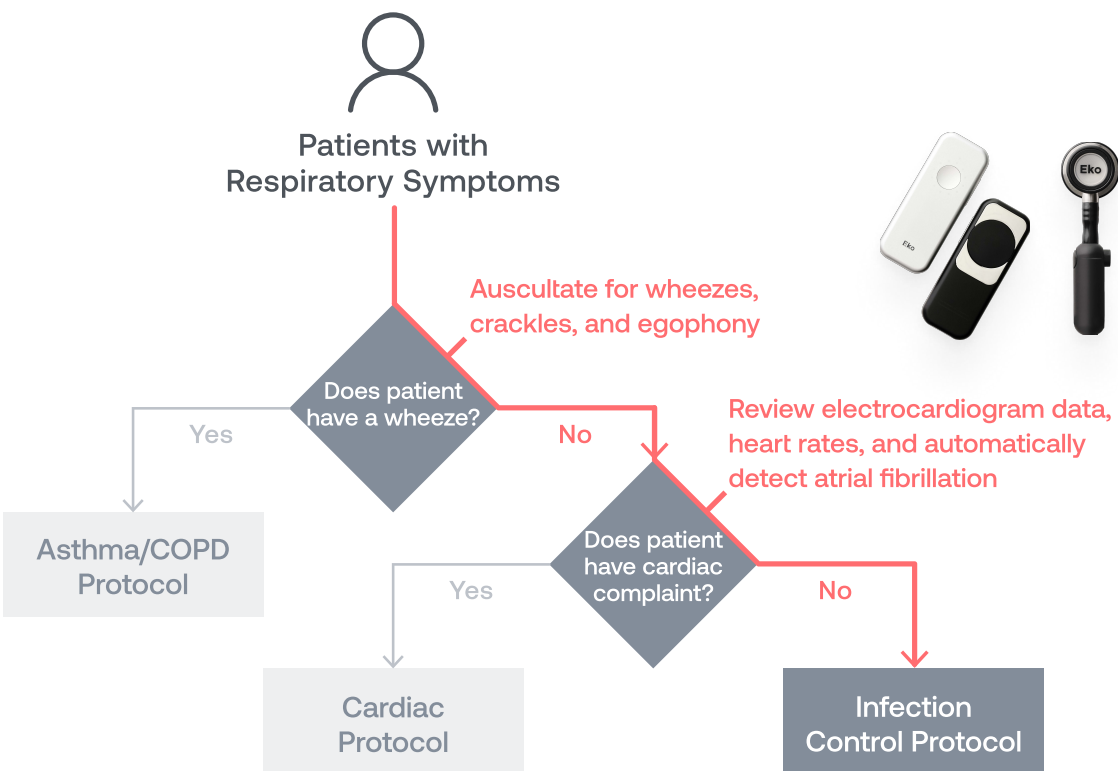 Patients with
Respiratory Symptoms
Eko
Eko
Auscultate for wheezes,
crackles, and egophony
Does patient
have a wheeze?
Yes
No
Review electrocardiogram data,
heart rates, and automatically
detect atrial fibrillation
Asthma/COPD
Protocol
Does patient
have cardiac
complaint?
Yes
No
Cardiac
Protocol
Infection
Control Protocol